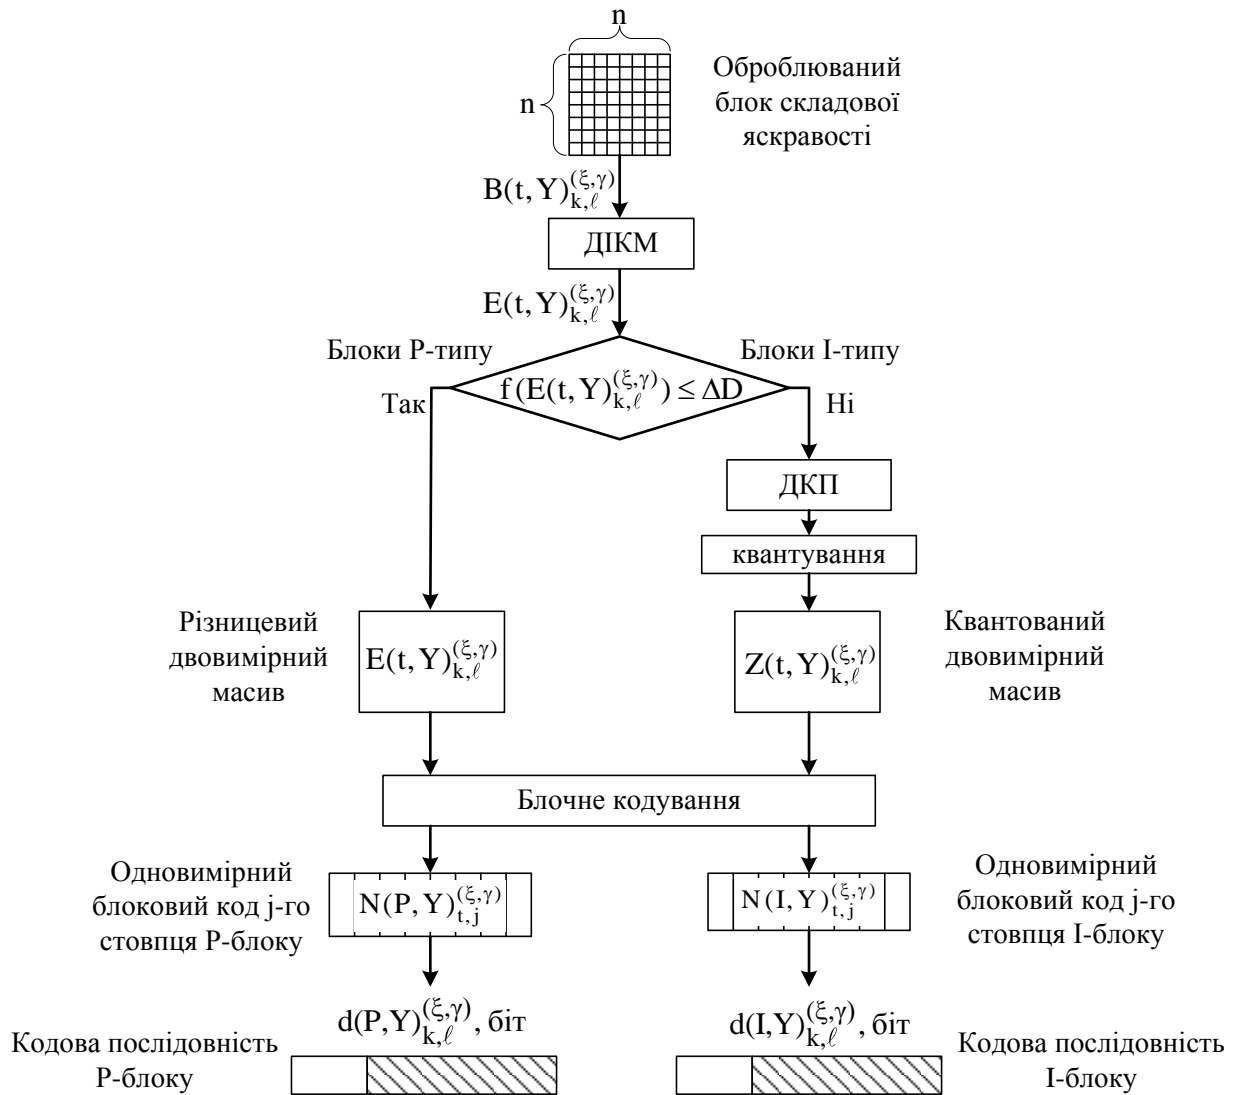 n
n
Оброблюваний
блок складової
яскравості
B(t,Y)_{k,ℓ}^{(ξ,γ)}
ДІКМ
E(t,Y)_{k,ℓ}^{(ξ,γ)}
Блоки P-типу
Блоки I-типу
f(E(t,Y)_{k,ℓ}^{(ξ,γ)}) ≤ ΔD
Так
Ні
ДКП
квантування
Різницевий
двовимірний
масив
E(t,Y)_{k,ℓ}^{(ξ,γ)}
Z(t,Y)_{k,ℓ}^{(ξ,γ)}
Квантований
двовимірний
масив
Блочне кодування
Одновимірний
блоковий код j-го
стовпця P-блоку
N(P,Y)_{t,j}^{(ξ,γ)}
N(I,Y)_{t,j}^{(ξ,γ)}
Одновимірний
блоковий код j-го
стовпця I-блоку
d(P,Y)_{k,ℓ}^{(ξ,γ)}, біт
d(I,Y)_{k,ℓ}^{(ξ,γ)}, біт
Кодова послідовність
P-блоку
Кодова послідовність
I-блоку